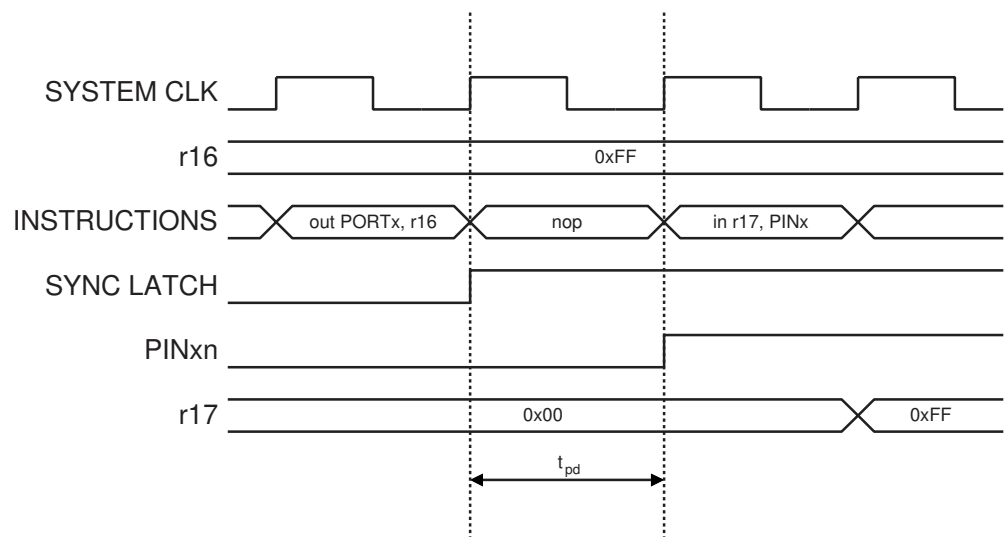 SYSTEM CLK
r16
0xFF
INSTRUCTIONS
out PORTx, r16
nop
in r17, PINx
SYNC LATCH
PINxn
r17
0x00
0xFF
tpd